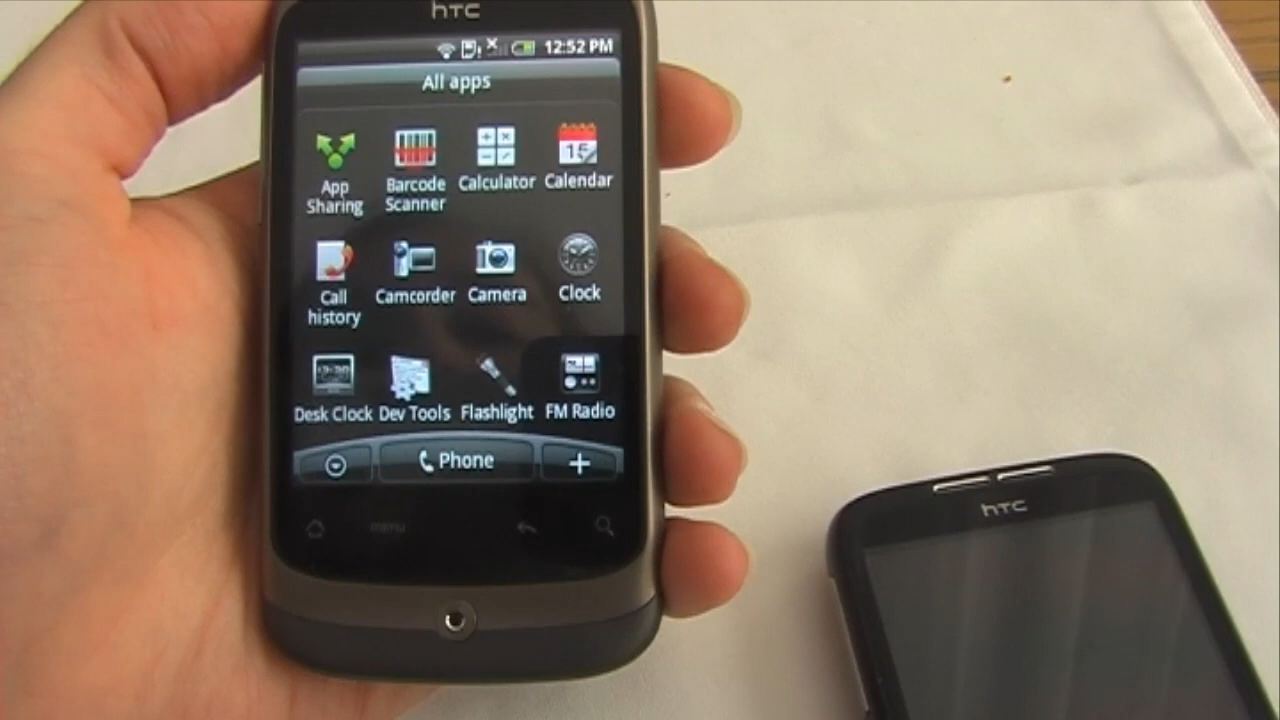 htc
12:52 PM
All apps
15
App Sharing
Barcode Scanner
Calculator
Calendar
Call history
Camcorder
Camera
Clock
Desk Clock
Dev Tools
Flashlight
FM Radio
Phone
menu
htc